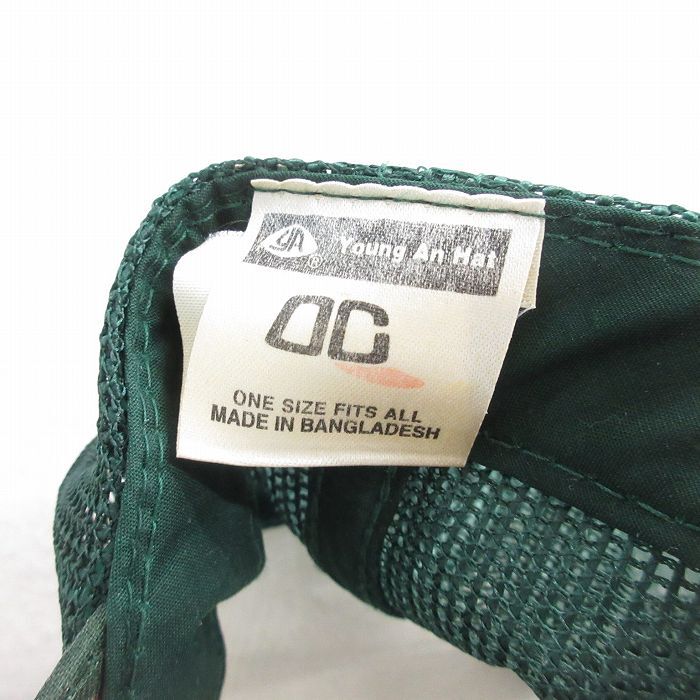 YA ® Young An Hat
OC
ONE SIZE FITS ALL
MADE IN BANGLADESH